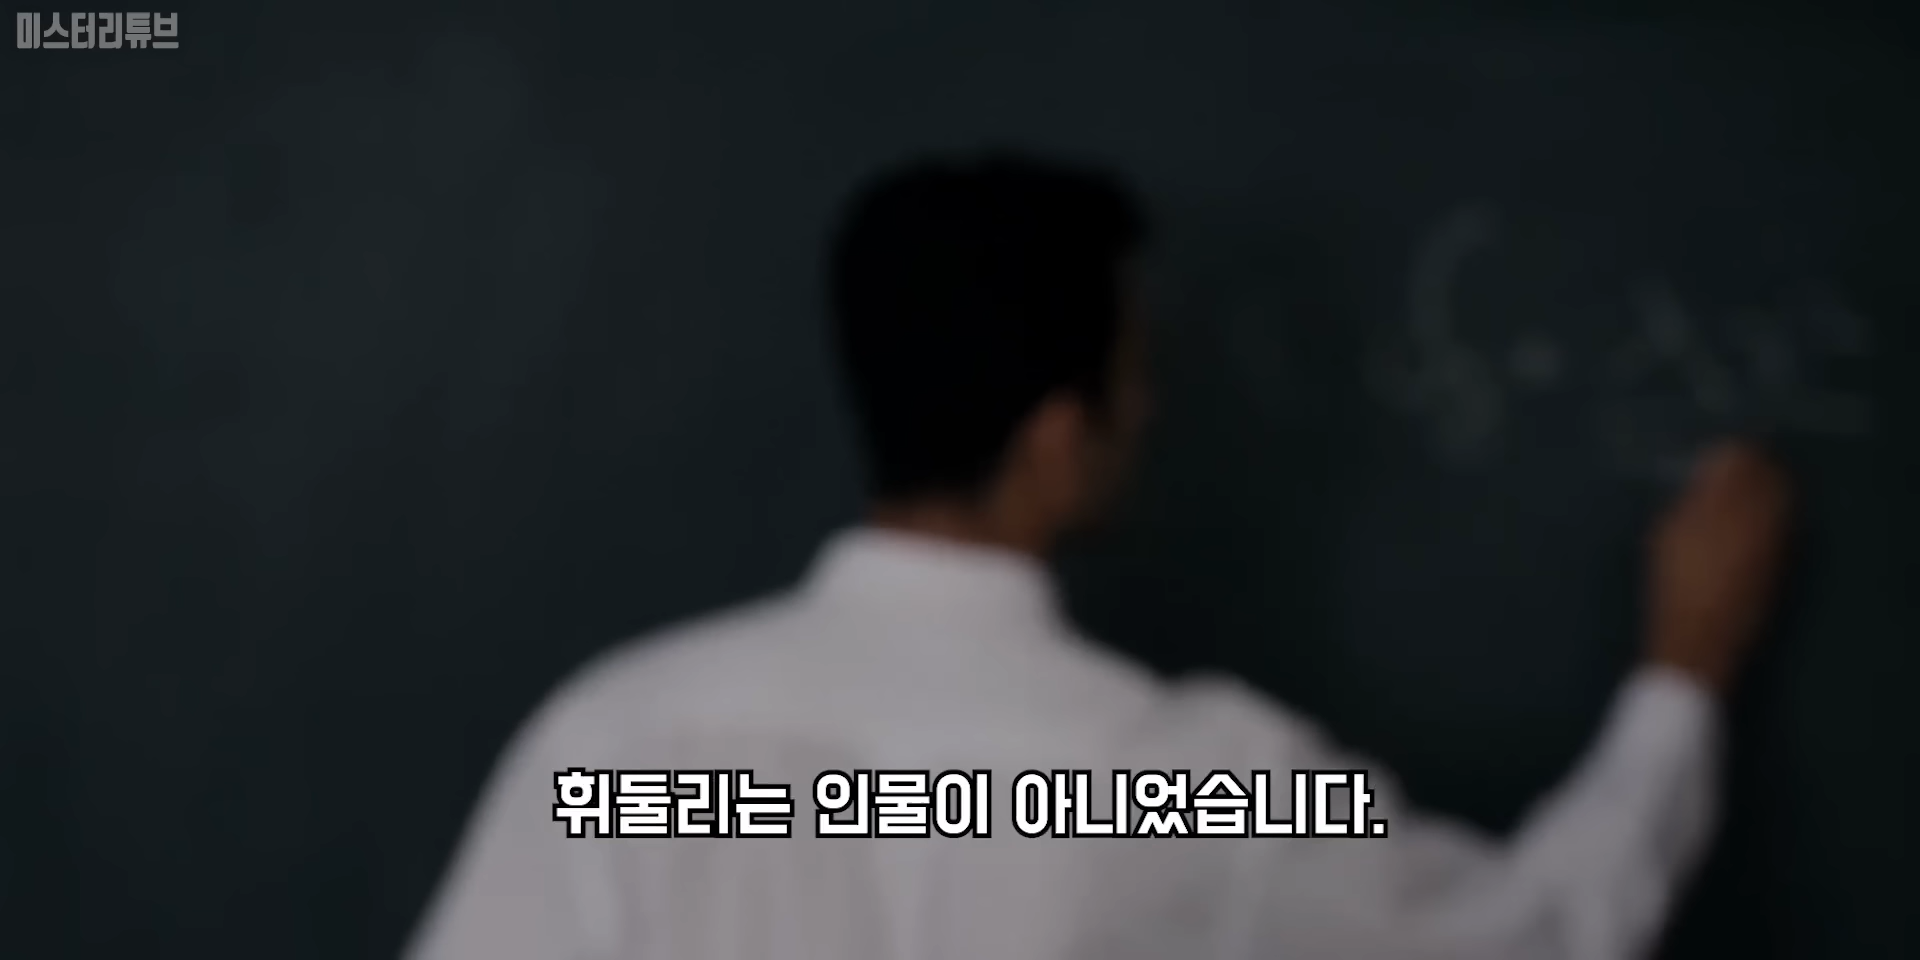 미스터리튜브
휘둘리는 인물이 아니었습니다.